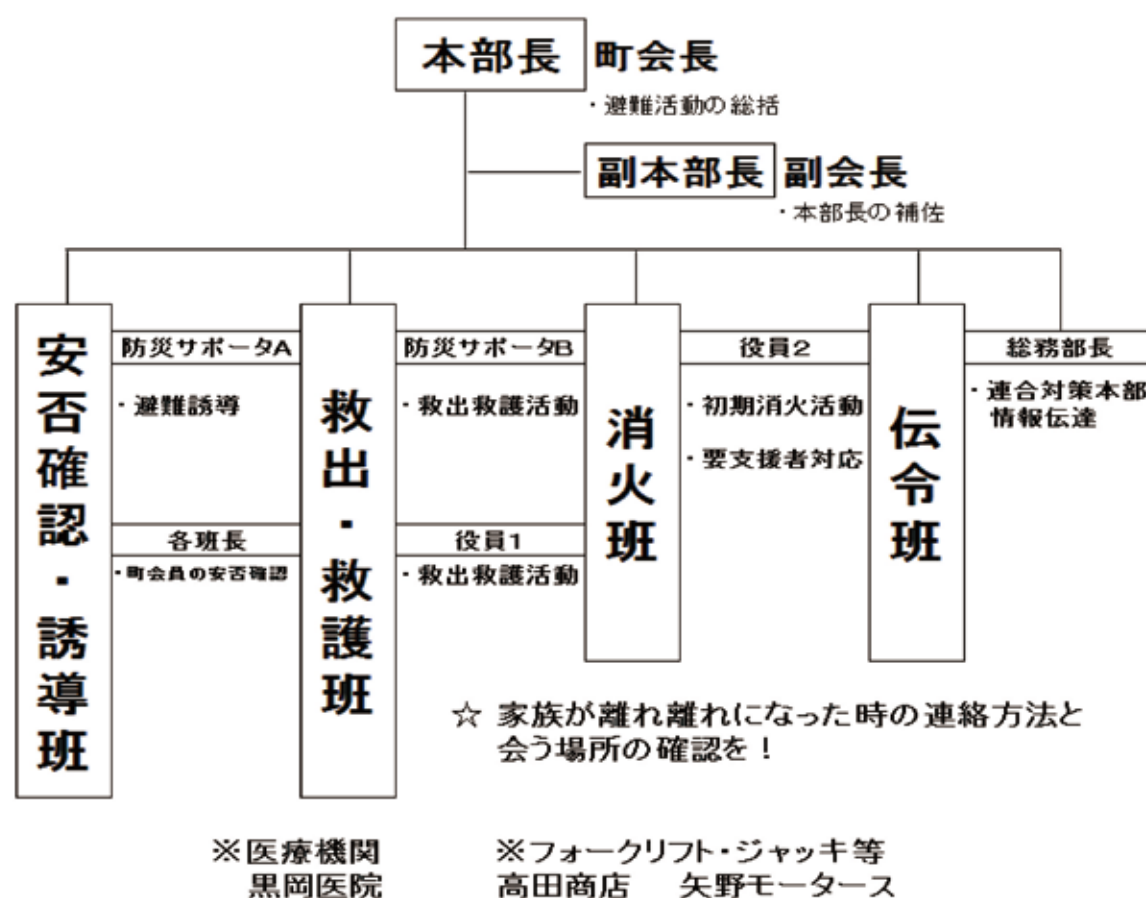 本部長 町会長
・避難活動の総括
副本部長 副会長
・本部長の補佐
安否確認・誘導班
防災サポータA
・避難誘導
各班長
・町会員の安否確認
救出・救護班
防災サポータB
・救出救護活動
役員1
・救出救護活動
消火班
役員2
・初期消火活動
・要支援者対応
伝令班
総務部長
・連合対策本部
情報伝達
☆ 家族が離れ離れになった時の連絡方法と
会う場所の確認を！
※医療機関
黒岡医院
※フォークリフト・ジャッキ等
高田商店 矢野モータース